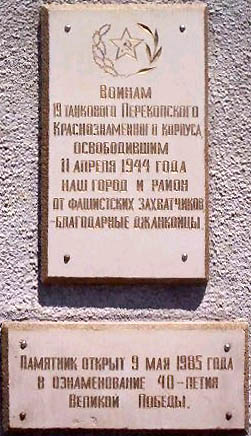 Воинам
19 танкового Перекопского
Краснознаменного корпуса,
освободившим
11 апреля 1944 года
наш город и район
от фашистских захватчиков
-благодарные джанкойцы.
Памятник открыт 9 мая 1985 года
в ознаменование 40-летия
Великой Победы.